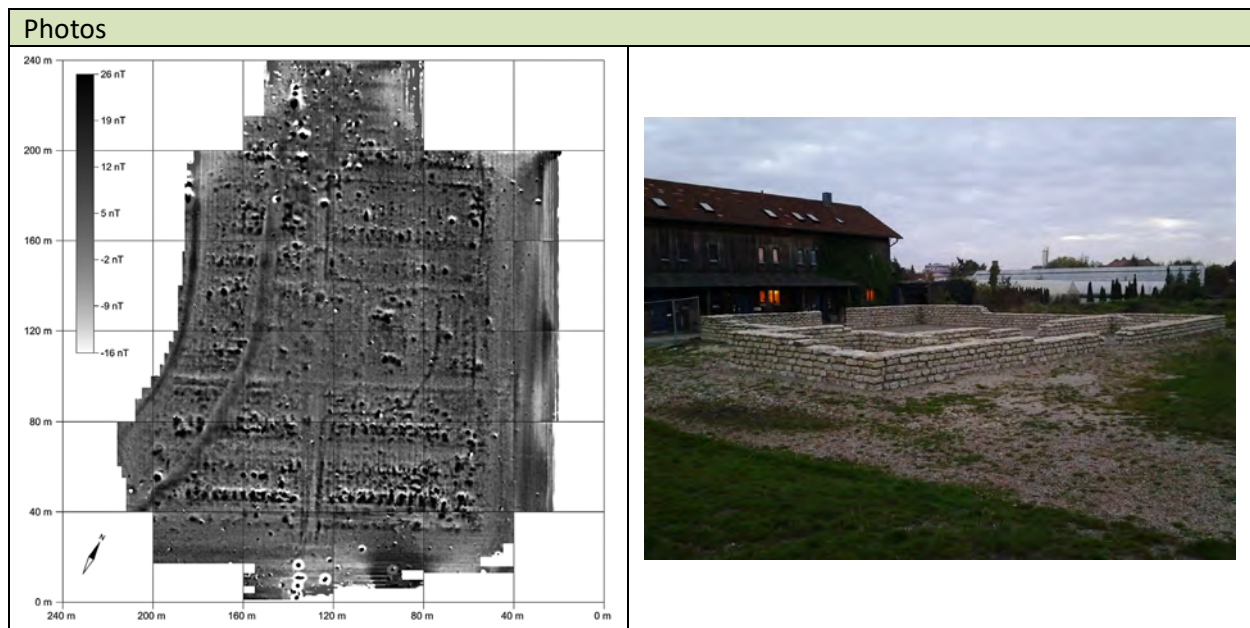 Photos
240 m
26 nT
19 nT
12 nT
5 nT
-2 nT
-9 nT
-16 nT
200 m
160 m
120 m
80 m
40 m
0 m
N
240 m
200 m
160 m
120 m
80 m
40 m
0 m